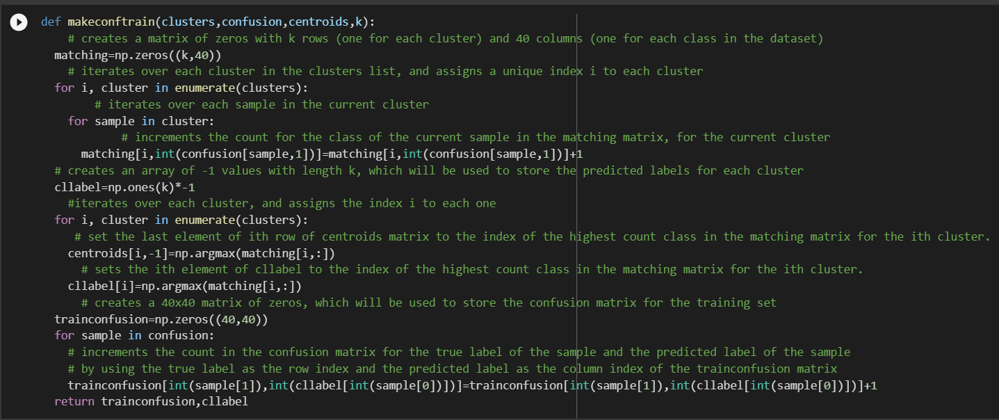 def makeconftrain(clusters,confusion,centroids,k):
    # creates a matrix of zeros with k rows (one for each cluster) and 40 columns (one for each class in the dataset)
  matching=np.zeros((k,40))
    # iterates over each cluster in the clusters list, and assigns a unique index i to each cluster
  for i, cluster in enumerate(clusters):
        # iterates over each sample in the current cluster
    for sample in cluster:
            # increments the count for the class of the current sample in the matching matrix, for the current cluster
      matching[i,int(confusion[sample,1])]=matching[i,int(confusion[sample,1])]+1
  # creates an array of -1 values with length k, which will be used to store the predicted labels for each cluster
  cllabel=np.ones(k)*-1
    #iterates over each cluster, and assigns the index i to each one
  for i, cluster in enumerate(clusters):
     # set the last element of ith row of centroids matrix to the index of the highest count class in the matching matrix for the ith cluster.
    centroids[i,-1]=np.argmax(matching[i,:])
      # sets the ith element of cllabel to the index of the highest count class in the matching matrix for the ith cluster.
    cllabel[i]=np.argmax(matching[i,:])
      # creates a 40x40 matrix of zeros, which will be used to store the confusion matrix for the training set
  trainconfusion=np.zeros((40,40))
  for sample in confusion:
    # increments the count in the confusion matrix for the true label of the sample and the predicted label of the sample
    # by using the true label as the row index and the predicted label as the column index of the trainconfusion matrix
    trainconfusion[int(sample[1]),int(cllabel[int(sample[0])])]=trainconfusion[int(sample[1]),int(cllabel[int(sample[0])])]+1
  return trainconfusion,cllabel